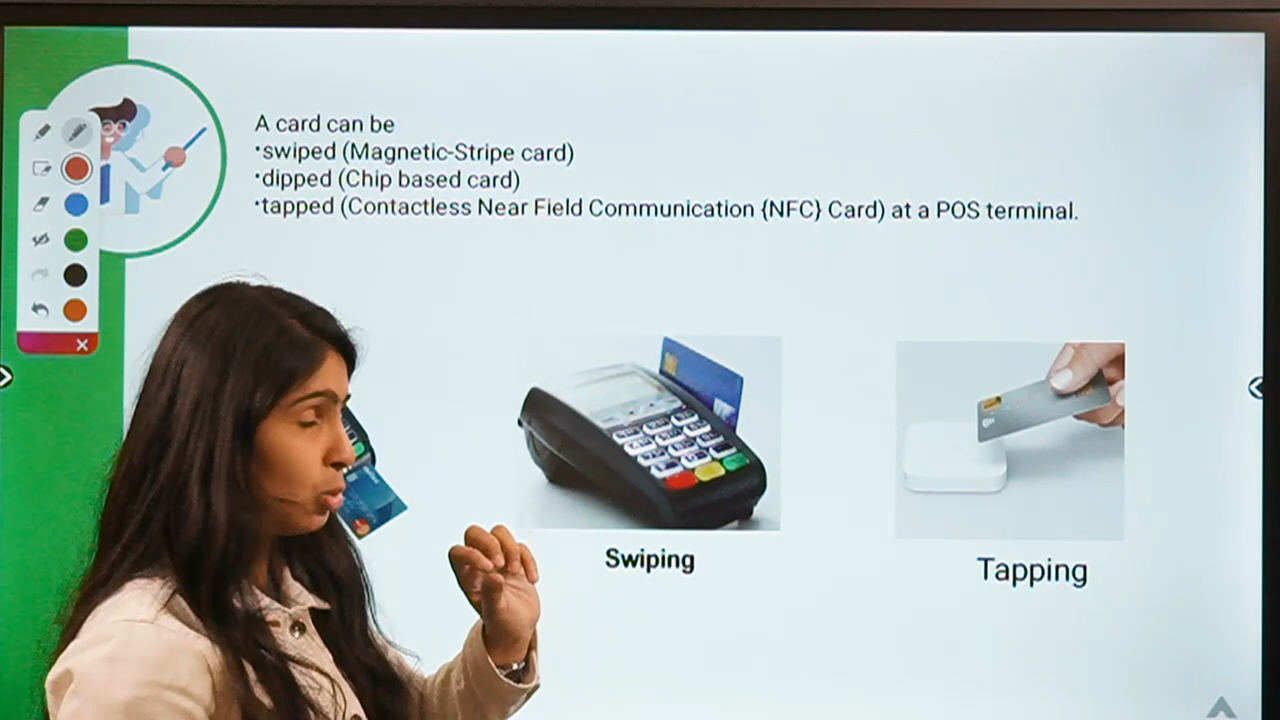 A card can be
•swiped (Magnetic-Stripe card)
•dipped (Chip based card)
•tapped (Contactless Near Field Communication {NFC} Card) at a POS terminal.
Swiping
Tapping